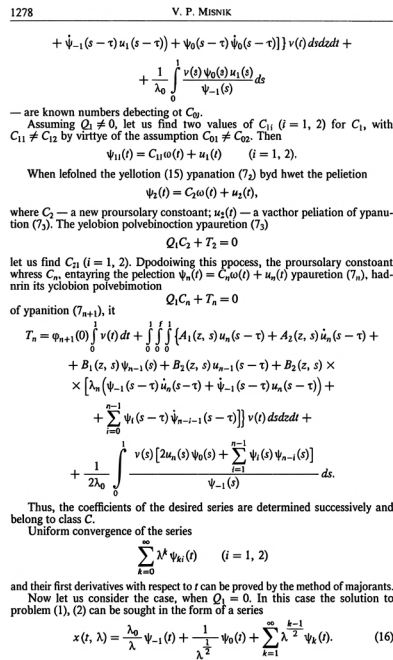 1278 V. P. MISNIK
+ ψ̇₋₁(s − τ) u₁(s − τ)) + ψ₀(s − τ) ψ̇₀(s − τ)]} v(t) dsdzdt +
+ 1/λ₀ ∫₀¹ v(s) ψ₀(s) u₁(s) / ψ₋₁(s) ds
— are known numbers debecting ot C₀ⱼ.
Assuming Q₁ ≠ 0, let us find two values of C₁ᵢ (i = 1, 2) for C₁, with
C₁₁ ≠ C₁₂ by virttye of the assumption C₀₁ ≠ C₀₂. Then
ψ₁ᵢ(t) = C₁ᵢω(t) + u₁(t) (i = 1, 2).
When lefolned the yellotion (15) ypanation (7₂) byd hwet the pelietion
ψ₂(t) = C₂ω(t) + u₂(t),
where C₂ — a new proursolary constoant; u₂(t) — a vacthor peliation of ypanu-
tion (7₃). The yelobion polvebinoction ypauretion (7₃)
Q₁C₂ + T₂ = 0
let us find C₂ᵢ (i = 1, 2). Dpodoiwing this ppocess, the proursolary constoant
whress Cₙ, entayring the pelection ψₙ(t) = Cₙω(t) + uₙ(t) ypauretion (7ₙ), had-
nrin its yclobion polvebimotion
Q₁Cₙ + Tₙ = 0
of ypanition (7ₙ₊₁), it
Tₙ = φₙ₊₁(0) ∫₀¹ v(t) dt + ∫₀¹ ∫₀ᵗ ∫₀¹ {A₁(z, s) uₙ(s − τ) + A₂(z, s) u̇ₙ(s − τ) +
+ B₁(z, s) ψₙ₋₁(s) + B₂(z, s) uₙ₋₁(s − τ) + B₂(z, s) ×
× [λₙ(ψ₋₁(s − τ) u̇ₙ(s − τ) + ψ̇₋₁(s − τ) uₙ(s − τ)) +
+ Σᵢ₌₀ⁿ⁻¹ ψᵢ(s − τ) ψ̇ₙ₋ᵢ₋₁(s − τ)]} v(t) dsdzdt +
+ 1/2λ₀ ∫₀¹ v(s) [2uₙ(s) ψ₀(s) + Σᵢ₌₁ⁿ⁻¹ ψᵢ(s) ψₙ₋ᵢ(s)] / ψ₋₁(s) ds.
Thus, the coefficients of the desired series are determined successively and
belong to class C.
Uniform convergence of the series
Σₖ₌₀^∞ λᵏ ψₖᵢ(t) (i = 1, 2)
and their first derivatives with respect to t can be proved by the method of majorants.
Now let us consider the case, when Q₁ = 0. In this case the solution to
problem (1), (2) can be sought in the form of a series
x(t, λ) = λ₀/λ ψ₋₁(t) + 1/λ^(1/2) ψ₀(t) + Σₖ₌₁^∞ λ^((k−1)/2) ψₖ(t). (16)